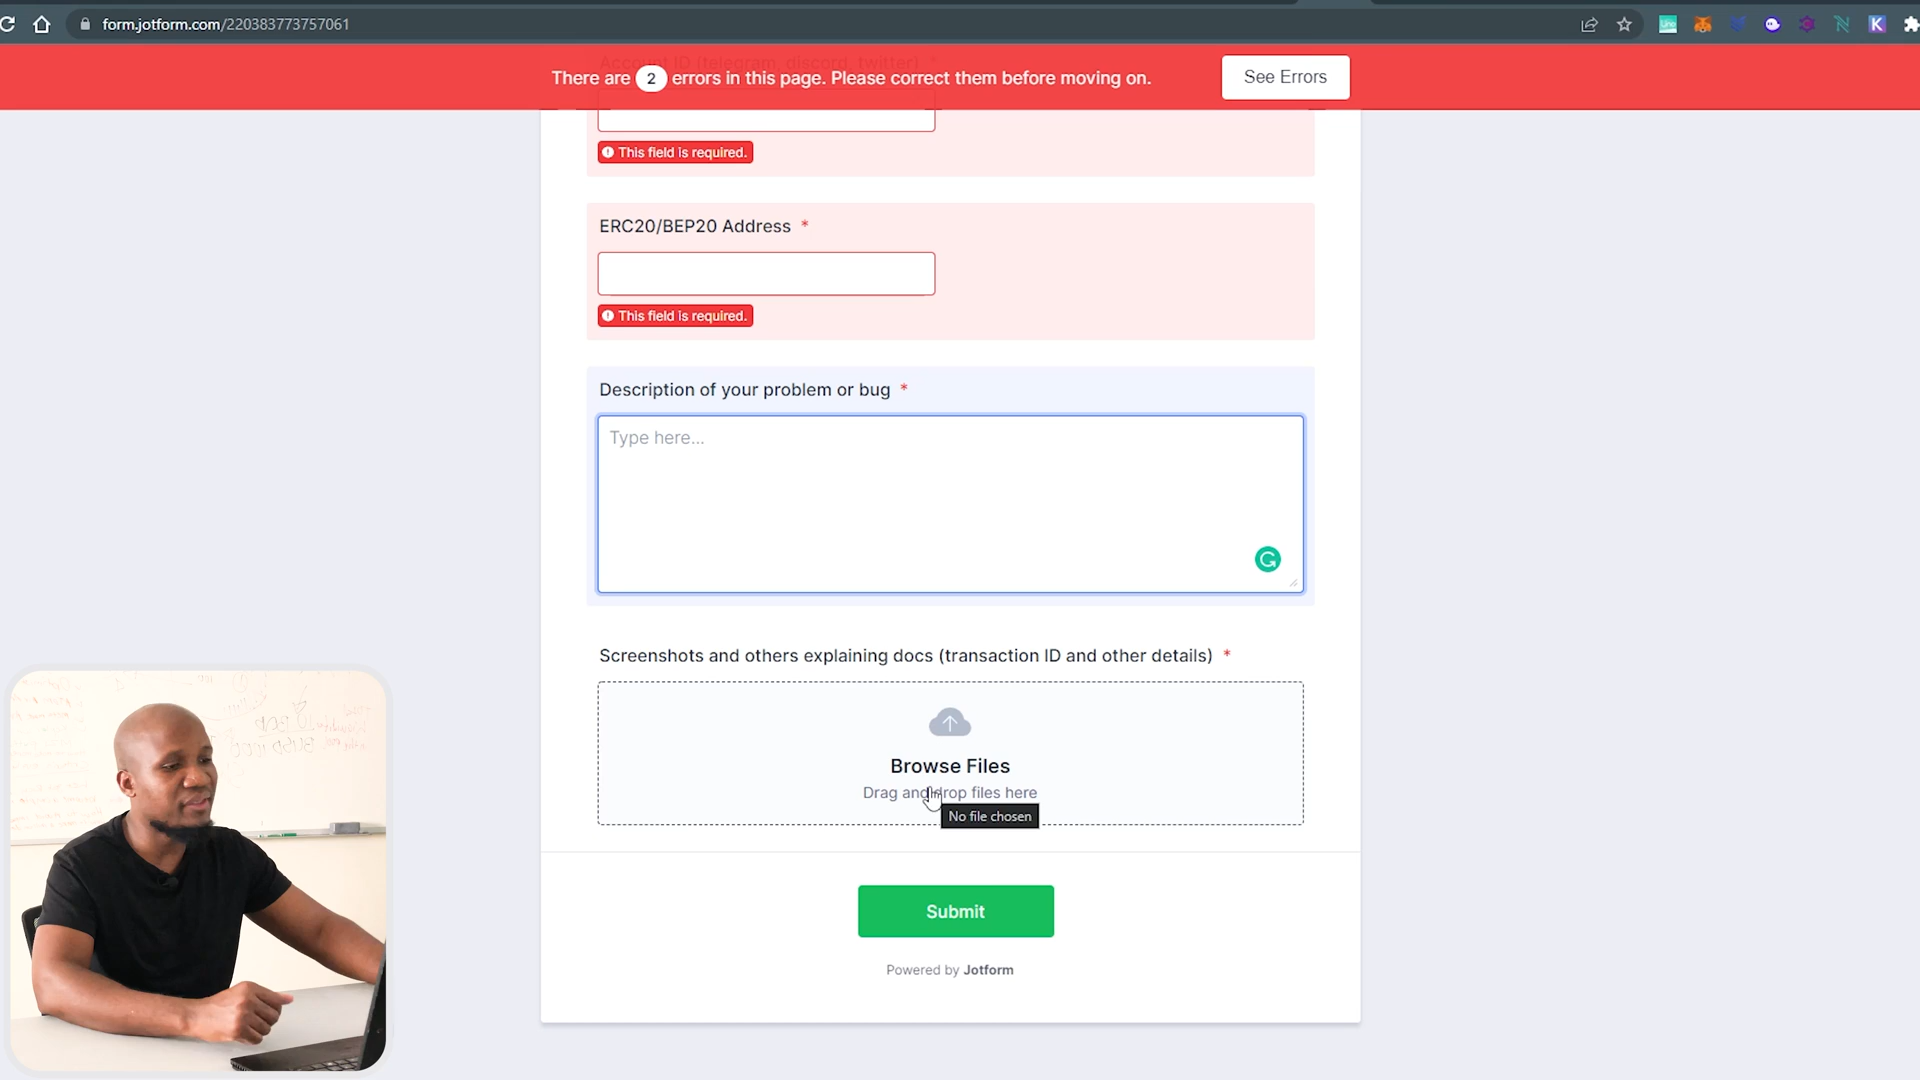 form.jotform.com/220383773757061
Account ID (telegram, discord, twitter) *
There are 2 errors in this page. Please correct them before moving on.
See Errors
This field is required.
ERC20/BEP20 Address *
This field is required.
Description of your problem or bug *
Type here...
Screenshots and others explaining docs (transaction ID and other details) *
Browse Files
Drag and drop files here
No file chosen
Submit
Powered by Jotform